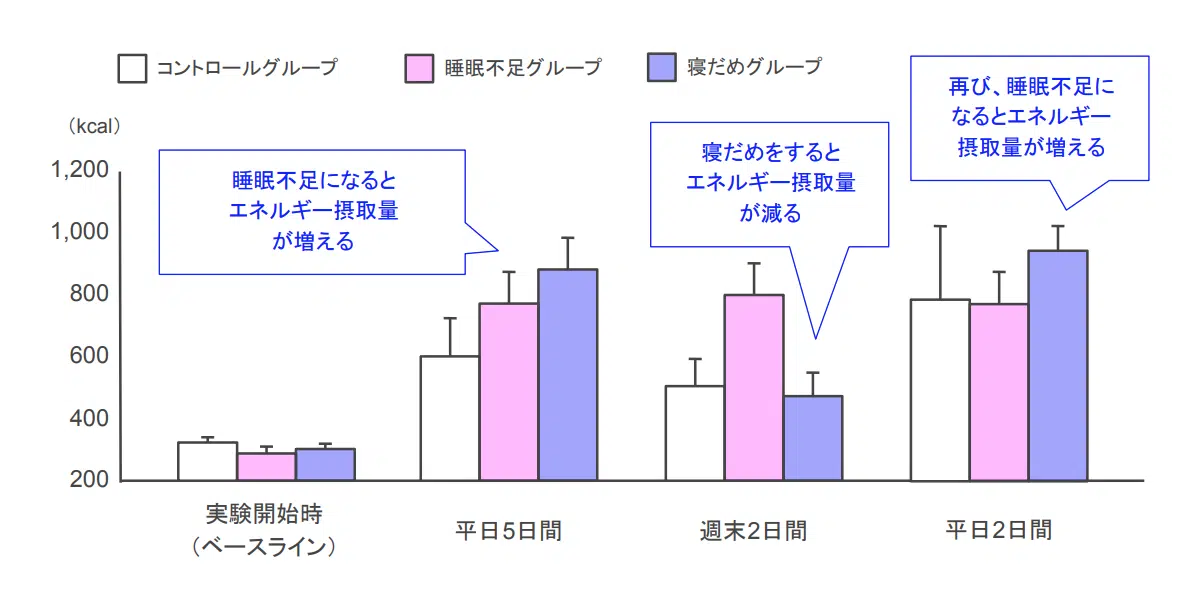 コントロールグループ
睡眠不足グループ
寝だめグループ
再び、睡眠不足に
なるとエネルギー
摂取量が増える
寝だめをすると
エネルギー摂取量
が減る
睡眠不足になると
エネルギー摂取量
が増える
（kcal）
1,200
1,000
800
600
400
200
実験開始時
（ベースライン）
平日5日間
週末2日間
平日2日間